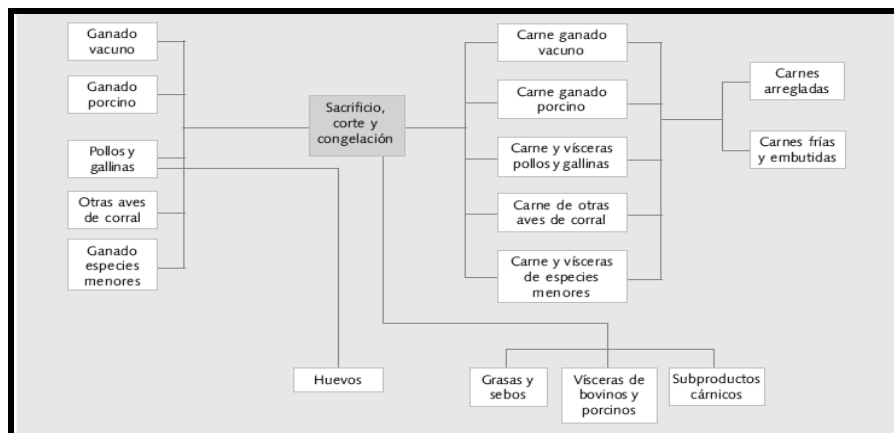 Ganado
vacuno
Ganado
porcino
Pollos y
gallinas
Otras aves
de corral
Ganado
especies
menores
Sacrificio,
corte y
congelación
Carne ganado
vacuno
Carne ganado
porcino
Carne y vísceras
pollos y gallinas
Carne de otras
aves de corral
Carne y vísceras
de especies
menores
Carnes
arregladas
Carnes frías
y embutidas
Huevos
Grasas y
sebos
Vísceras de
bovinos y
porcinos
Subproductos
cárnicos